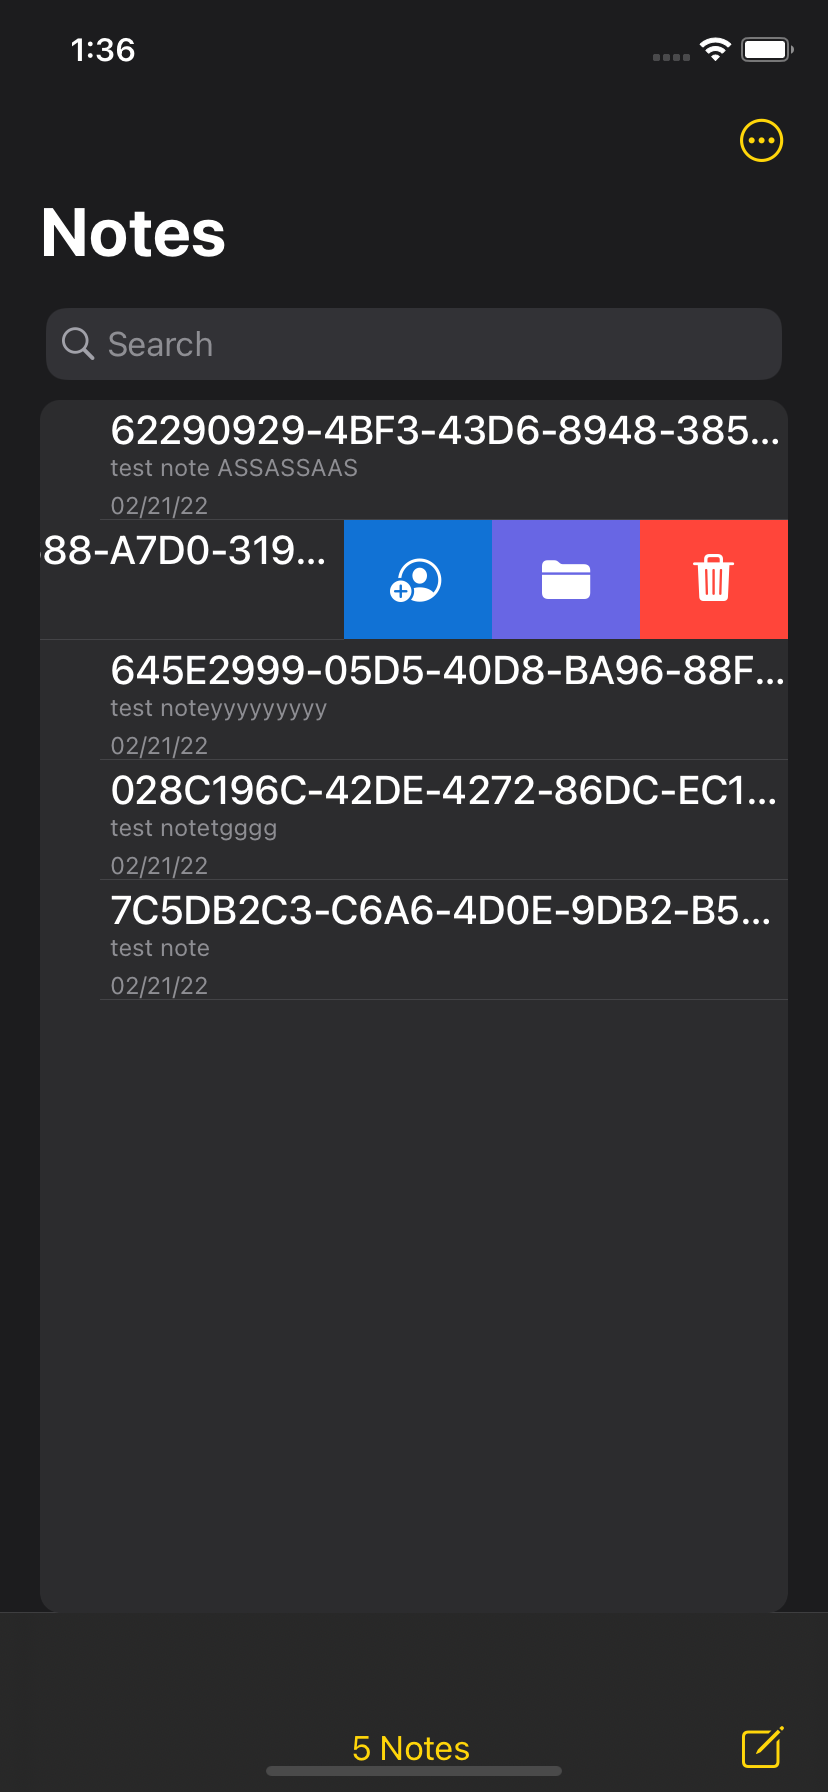 1:36
Notes
Search
62290929-4BF3-43D6-8948-385...
test note ASSASSAAS
02/21/22
88-A7D0-319...
645E2999-05D5-40D8-BA96-88F...
test noteyyyyyyyyy
02/21/22
028C196C-42DE-4272-86DC-EC1...
test notetgggg
02/21/22
7C5DB2C3-C6A6-4D0E-9DB2-B5...
test note
02/21/22
5 Notes